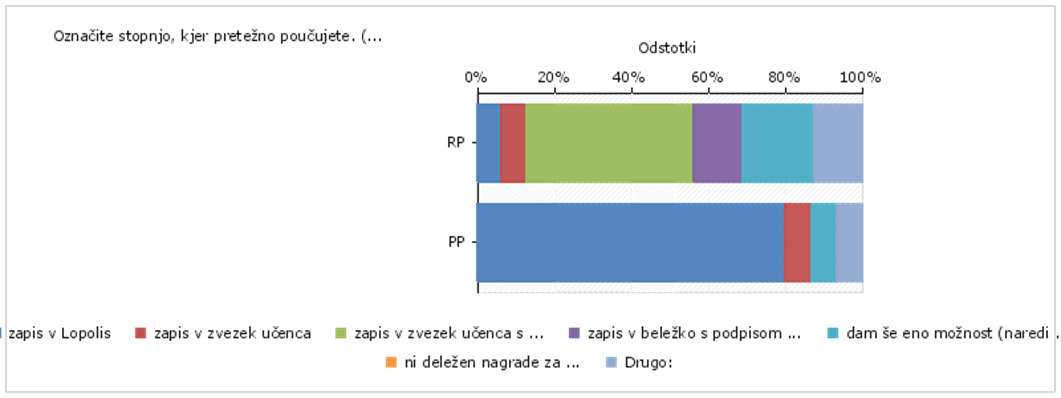 Označite stopnjo, kjer pretežno poučujete. (...
Odstotki
0% 20% 40% 60% 80% 100%
RP
PP
zapis v Lopolis zapis v zvezek učenca zapis v zvezek učenca s ... zapis v beležko s podpisom ... dam še eno možnost (naredi .
ni deležen nagrade za ... Drugo: